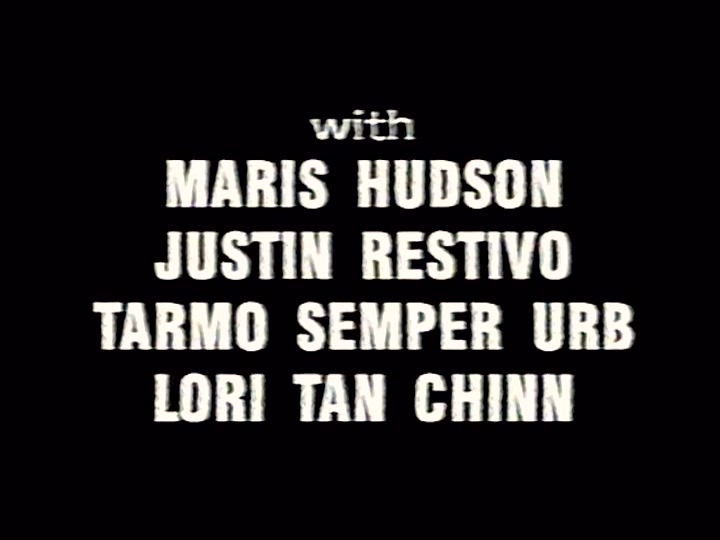 with
MARIS HUDSON
JUSTIN RESTIVO
TARMO SEMPER URB
LORI TAN CHINN